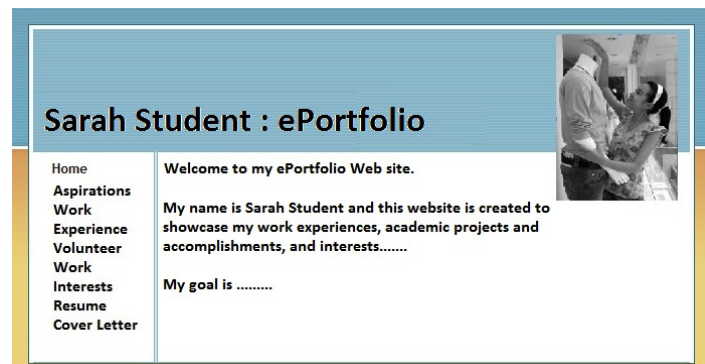 Sarah Student : ePortfolio
Home
Aspirations
Work
Experience
Volunteer
Work
Interests
Resume
Cover Letter
Welcome to my ePortfolio Web site.
My name is Sarah Student and this website is created to
showcase my work experiences, academic projects and
accomplishments, and interests.......
My goal is .........